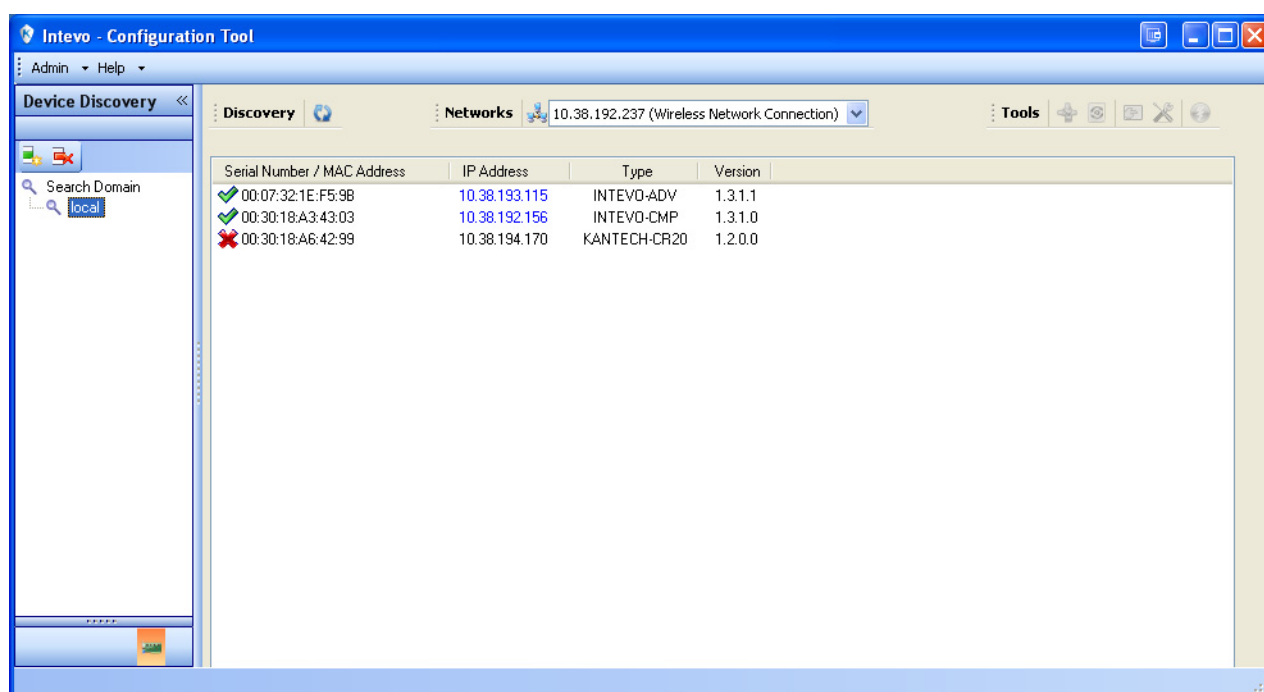 Intevo - Configuration Tool
Admin Help
Device Discovery
Discovery Networks 10.38.192.237 (Wireless Network Connection) Tools
Search Domain
local
Serial Number / MAC Address IP Address Type Version
00:07:32:1E:F5:9B 10.38.193.115 INTEVO-ADV 1.3.1.1
00:30:18:A3:43:03 10.38.192.156 INTEVO-CMP 1.3.1.0
00:30:18:A6:42:99 10.38.194.170 KANTECH-CR20 1.2.0.0